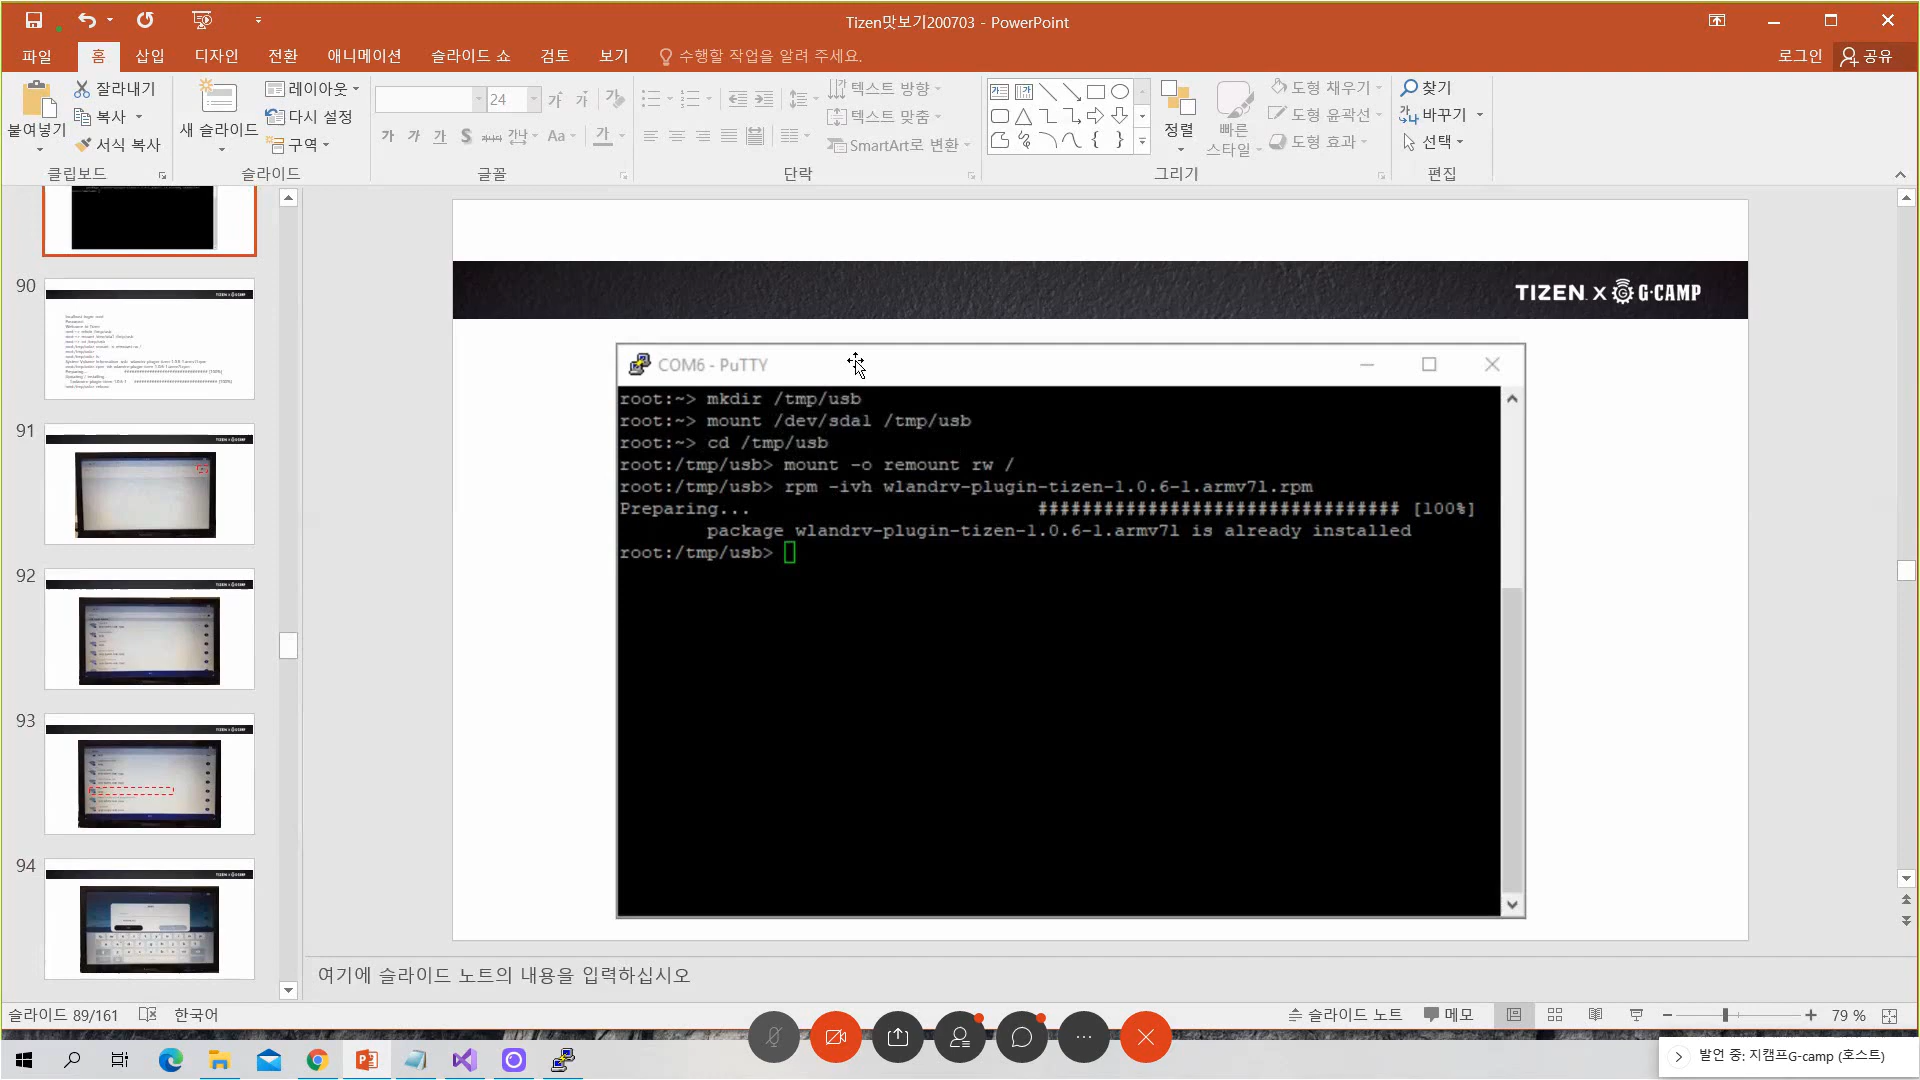 Tizen맛보기200703 - PowerPoint
파일 홈 삽입 디자인 전환 애니메이션 슬라이드 쇼 검토 보기 수행할 작업을 알려 주세요. 로그인 공유
붙여넣기
잘라내기
복사
서식 복사
클립보드
새 슬라이드
레이아웃
다시 설정
구역
슬라이드
24
가 가
가 가 가 S abc 간 Aa 가
글꼴
텍스트 방향
텍스트 맞춤
SmartArt로 변환
단락
정렬
빠른 스타일
도형 채우기
도형 윤곽선
도형 효과
그리기
찾기
바꾸기
선택
편집
90
91
92
93
94
TIZEN X G·CAMP
COM6 - PuTTY
root:~> mkdir /tmp/usb
root:~> mount /dev/sda1 /tmp/usb
root:~> cd /tmp/usb
root:/tmp/usb> mount -o remount rw /
root:/tmp/usb> rpm -ivh wlandrv-plugin-tizen-1.0.6-1.armv7l.rpm
Preparing... ################################# [100%]
package wlandrv-plugin-tizen-1.0.6-1.armv7l is already installed
root:/tmp/usb>
여기에 슬라이드 노트의 내용을 입력하십시오
슬라이드 89/161 한국어 슬라이드 노트 메모 79 %
발언 중: 지캠프G-camp (호스트)